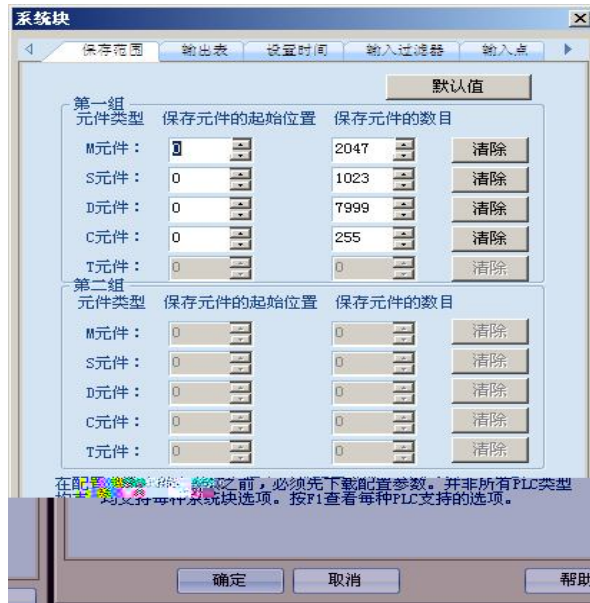 系统块
保存范围 输出表 设置时间 输入过滤器 输入点
默认值
第一组
元件类型 保存元件的起始位置 保存元件的数目
M元件： 0 2047 清除
S元件： 0 1023 清除
D元件： 0 7999 清除
C元件： 0 255 清除
T元件： 0 0 清除
第二组
元件类型 保存元件的起始位置 保存元件的数目
M元件： 0 0 清除
S元件： 0 0 清除
D元件： 0 0 清除
C元件： 0 0 清除
T元件： 0 0 清除
在配置 之前，必须先下载配置参数。并非所有PLC类型
均支持每种系统块选项。按F1查看每种PLC支持的选项。
确定 取消 帮助